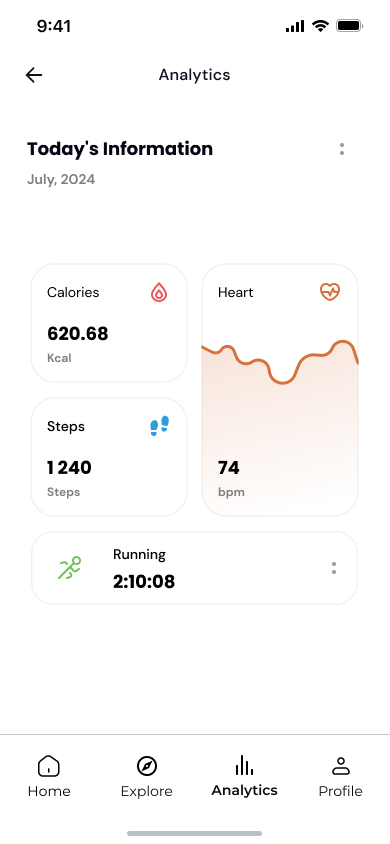 9:41
Analytics
Today's Information
July, 2024
Calories
620.68
Kcal
Heart
74
bpm
Steps
1 240
Steps
Running
2:10:08
Home
Explore
Analytics
Profile